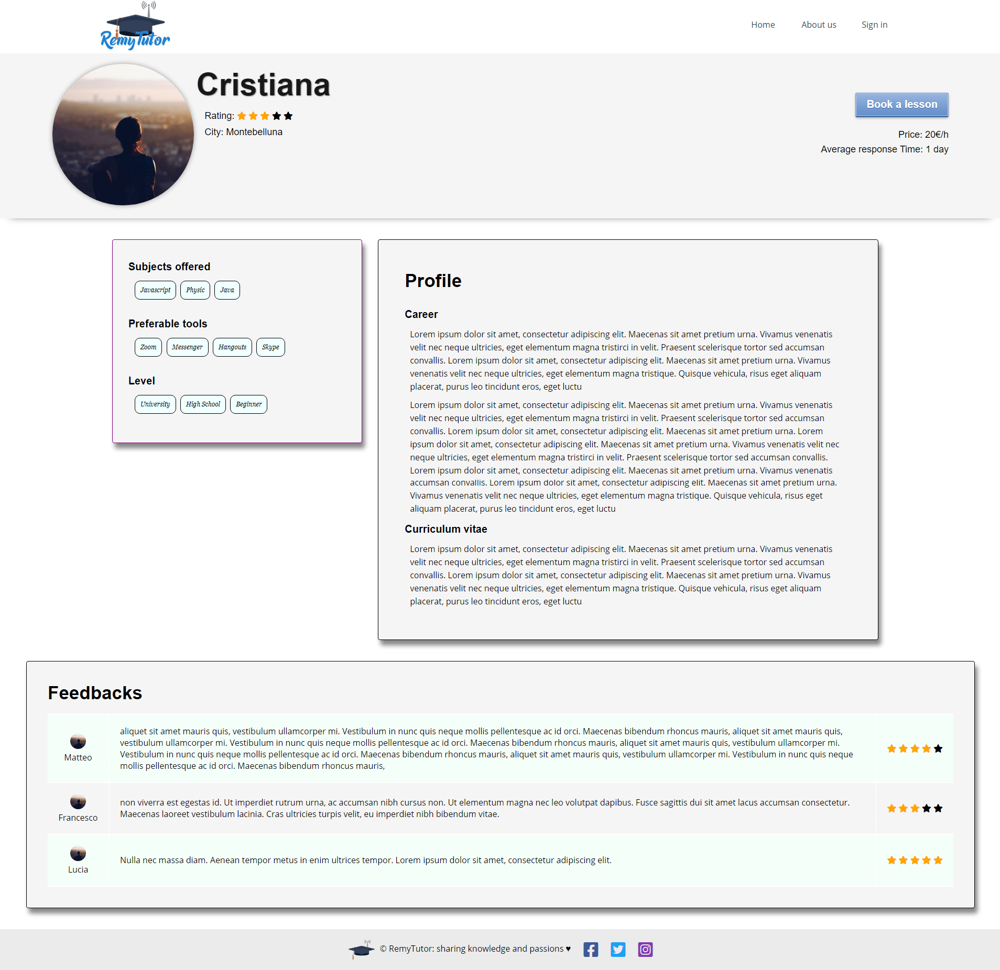 RemyTutor
Home
About us
Sign in
Cristiana
Rating:
City: Montebelluna
Book a lesson
Price: 20€/h
Average response Time: 1 day
Subjects offered
Javascript
Physic
Java
Preferable tools
Zoom
Messenger
Hangouts
Skype
Level
University
High School
Beginner
Profile
Career
Lorem ipsum dolor sit amet, consectetur adipiscing elit. Maecenas sit amet pretium urna. Vivamus venenatis
velit nec neque ultricies, eget elementum magna tristirci in velit. Praesent scelerisque tortor sed accumsan
convallis. Lorem ipsum dolor sit amet, consectetur adipiscing elit. Maecenas sit amet pretium urna. Vivamus
venenatis velit nec neque ultricies, eget elementum magna tristique. Quisque vehicula, risus eget aliquam
placerat, purus leo tincidunt eros, eget luctu
Lorem ipsum dolor sit amet, consectetur adipiscing elit. Maecenas sit amet pretium urna. Vivamus venenatis
velit nec neque ultricies, eget elementum magna tristirci in velit. Praesent scelerisque tortor sed accumsan
convallis. Lorem ipsum dolor sit amet, consectetur adipiscing elit. Maecenas sit amet pretium urna. Lorem
ipsum dolor sit amet, consectetur adipiscing elit. Maecenas sit amet pretium urna. Vivamus venenatis velit nec
neque ultricies, eget elementum magna tristirci in velit. Praesent scelerisque tortor sed accumsan convallis.
Lorem ipsum dolor sit amet, consectetur adipiscing elit. Maecenas sit amet pretium urna. Vivamus venenatis
accumsan convallis. Lorem ipsum dolor sit amet, consectetur adipiscing elit. Maecenas sit amet pretium urna.
Vivamus venenatis velit nec neque ultricies, eget elementum magna tristique. Quisque vehicula, risus eget
aliquam placerat, purus leo tincidunt eros, eget luctu
Curriculum vitae
Lorem ipsum dolor sit amet, consectetur adipiscing elit. Maecenas sit amet pretium urna. Vivamus venenatis
velit nec neque ultricies, eget elementum magna tristirci in velit. Praesent scelerisque tortor sed accumsan
convallis. Lorem ipsum dolor sit amet, consectetur adipiscing elit. Maecenas sit amet pretium urna. Vivamus
venenatis velit nec neque ultricies, eget elementum magna tristique. Quisque vehicula, risus eget aliquam
placerat, purus leo tincidunt eros, eget luctu
Feedbacks
Matteo
aliquet sit amet mauris quis, vestibulum ullamcorper mi. Vestibulum in nunc quis neque mollis pellentesque ac id orci. Maecenas bibendum rhoncus mauris, aliquet sit amet mauris quis,
vestibulum ullamcorper mi. Vestibulum in nunc quis neque mollis pellentesque ac id orci. Maecenas bibendum rhoncus mauris, aliquet sit amet mauris quis, vestibulum ullamcorper mi.
Vestibulum in nunc quis neque mollis pellentesque ac id orci. Maecenas bibendum rhoncus mauris, aliquet sit amet mauris quis, vestibulum ullamcorper mi. Vestibulum in nunc quis neque
mollis pellentesque ac id orci. Maecenas bibendum rhoncus mauris,
Francesco
non viverra est egestas id. Ut imperdiet rutrum urna, ac accumsan nibh cursus non. Ut elementum magna nec leo volutpat dapibus. Fusce sagittis dui sit amet lacus accumsan consectetur.
Maecenas laoreet vestibulum lacinia. Cras ultricies turpis velit, eu imperdiet nibh bibendum vitae.
Lucia
Nulla nec massa diam. Aenean tempor metus in enim ultrices tempor. Lorem ipsum dolor sit amet, consectetur adipiscing elit.
© RemyTutor: sharing knowledge and passions ♥